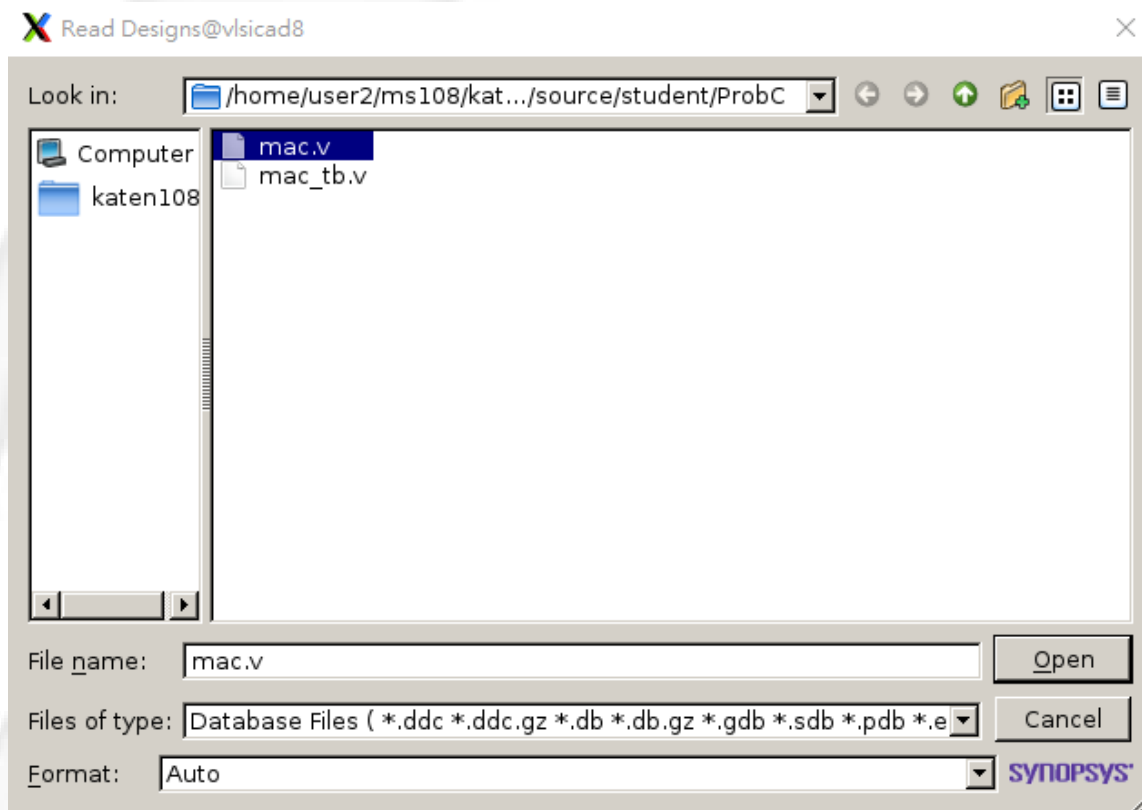 Read Designs@vlsicad8
Look in:
/home/user2/ms108/kat.../source/student/ProbC
Computer
katen108
mac.v
mac_tb.v
File name:
mac.v
Open
Files of type:
Database Files ( *.ddc *.ddc.gz *.db *.db.gz *.gdb *.sdb *.pdb *.e
Cancel
Format:
Auto
SYNOPSYS